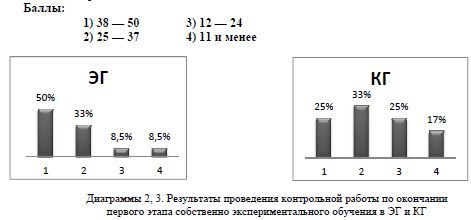 Баллы:
1) 38 — 50 3) 12 — 24
2) 25 — 37 4) 11 и менее
ЭГ
50%
33%
8,5% 8,5%
1 2 3 4
КГ
25% 33% 25% 17%
1 2 3 4
Диаграммы 2, 3. Результаты проведения контрольной работы по окончании
первого этапа собственно экспериментального обучения в ЭГ и КГ